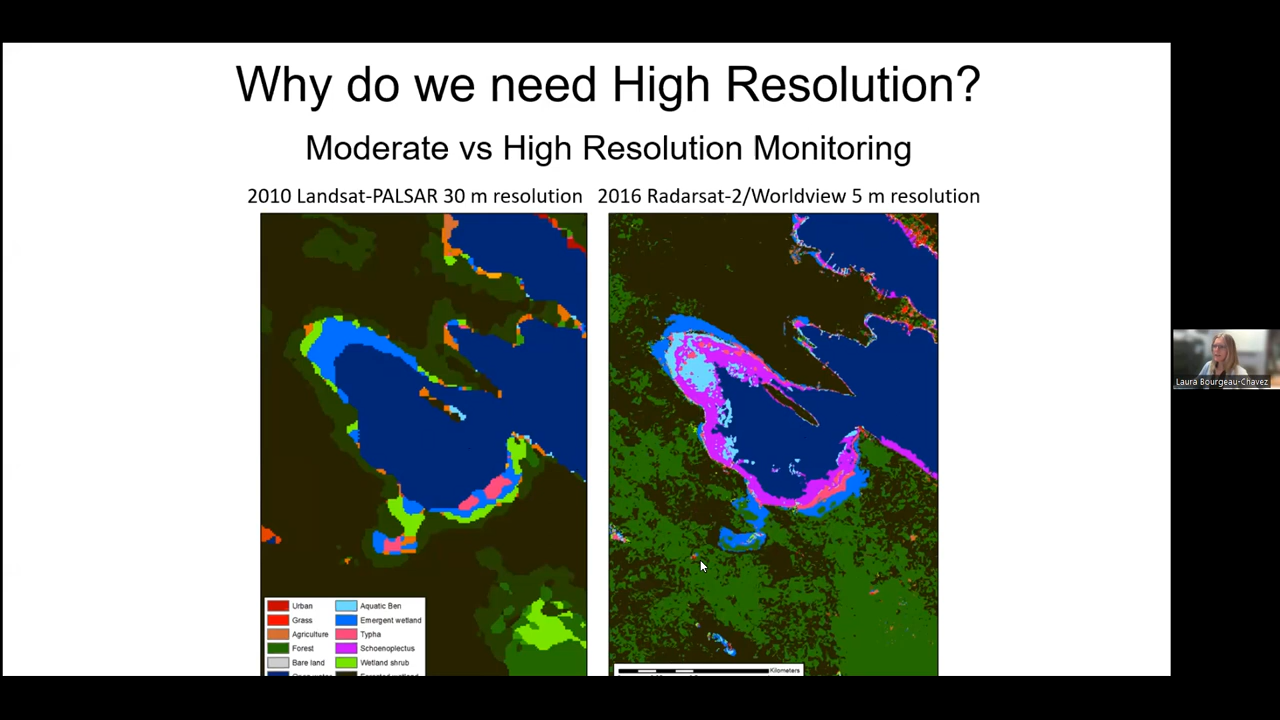 Why do we need High Resolution?
Moderate vs High Resolution Monitoring
2010 Landsat-PALSAR 30 m resolution
2016 Radarsat-2/Worldview 5 m resolution
Laura Bourgeau-Chavez
Urban
Grass
Agriculture
Forest
Bare land
Aquatic Ben
Emergent wetland
Typha
Schoenoplectus
Wetland shrub
Kilometers